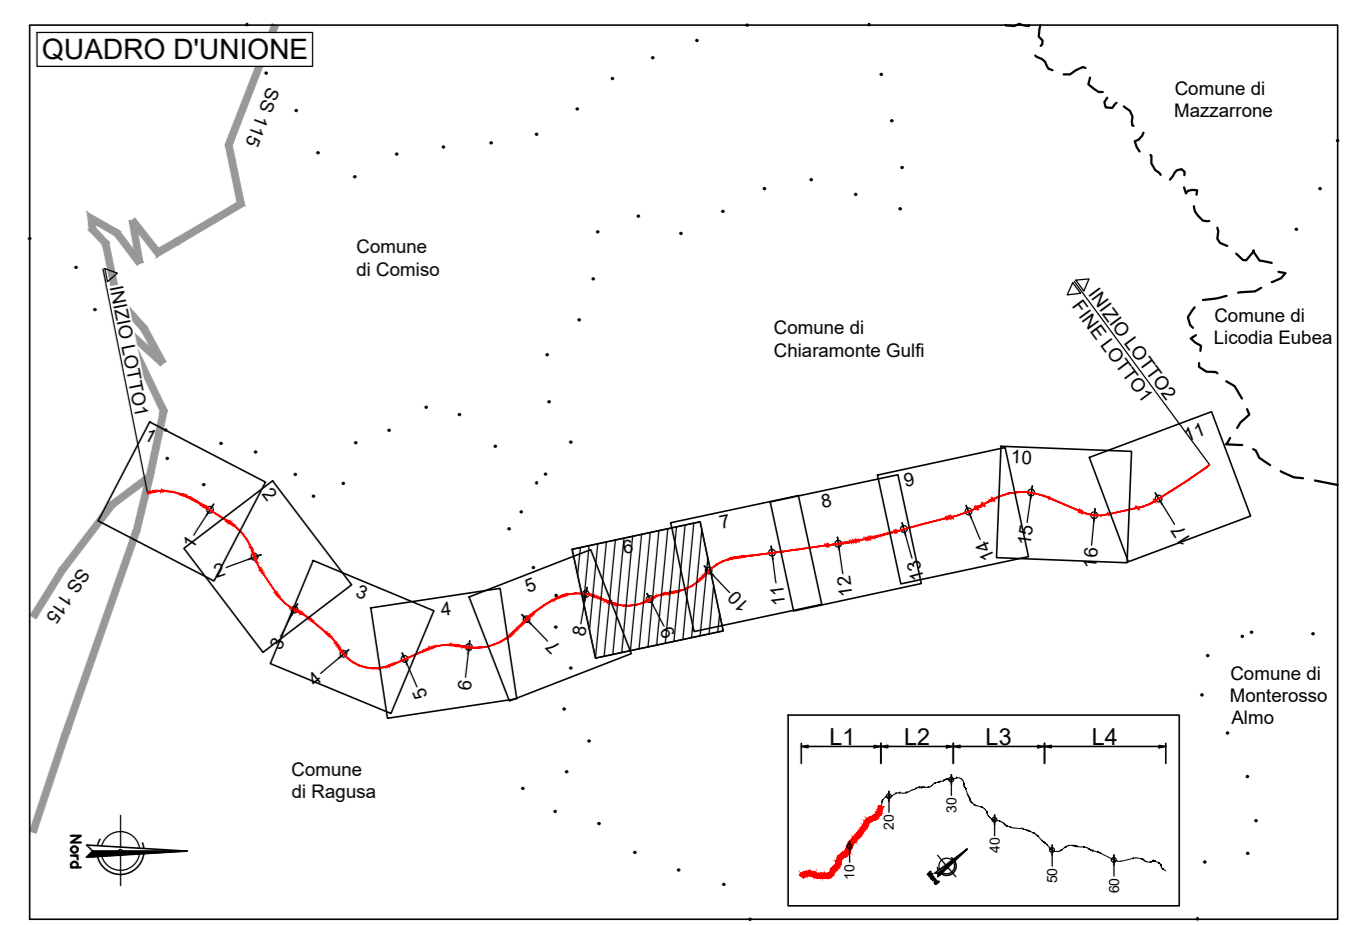 QUADRO D'UNIONE
SS 115
Comune di
Mazzarrone
Comune
di Comiso
INIZIO LOTTO1
Comune di
Chiaramonte Gulfi
INIZIO LOTTO2
FINE LOTTO1
Comune di
Licodia Eubea
1
2
3
4
5
6
7
8
9
10
11
1
2
3
4
5
6
7
8
9
10
11
12
13
14
15
16
17
SS 115
Comune
di Ragusa
Comune di
Monterosso
Almo
Nord
L1 L2 L3 L4
10
20
30
40
50
60